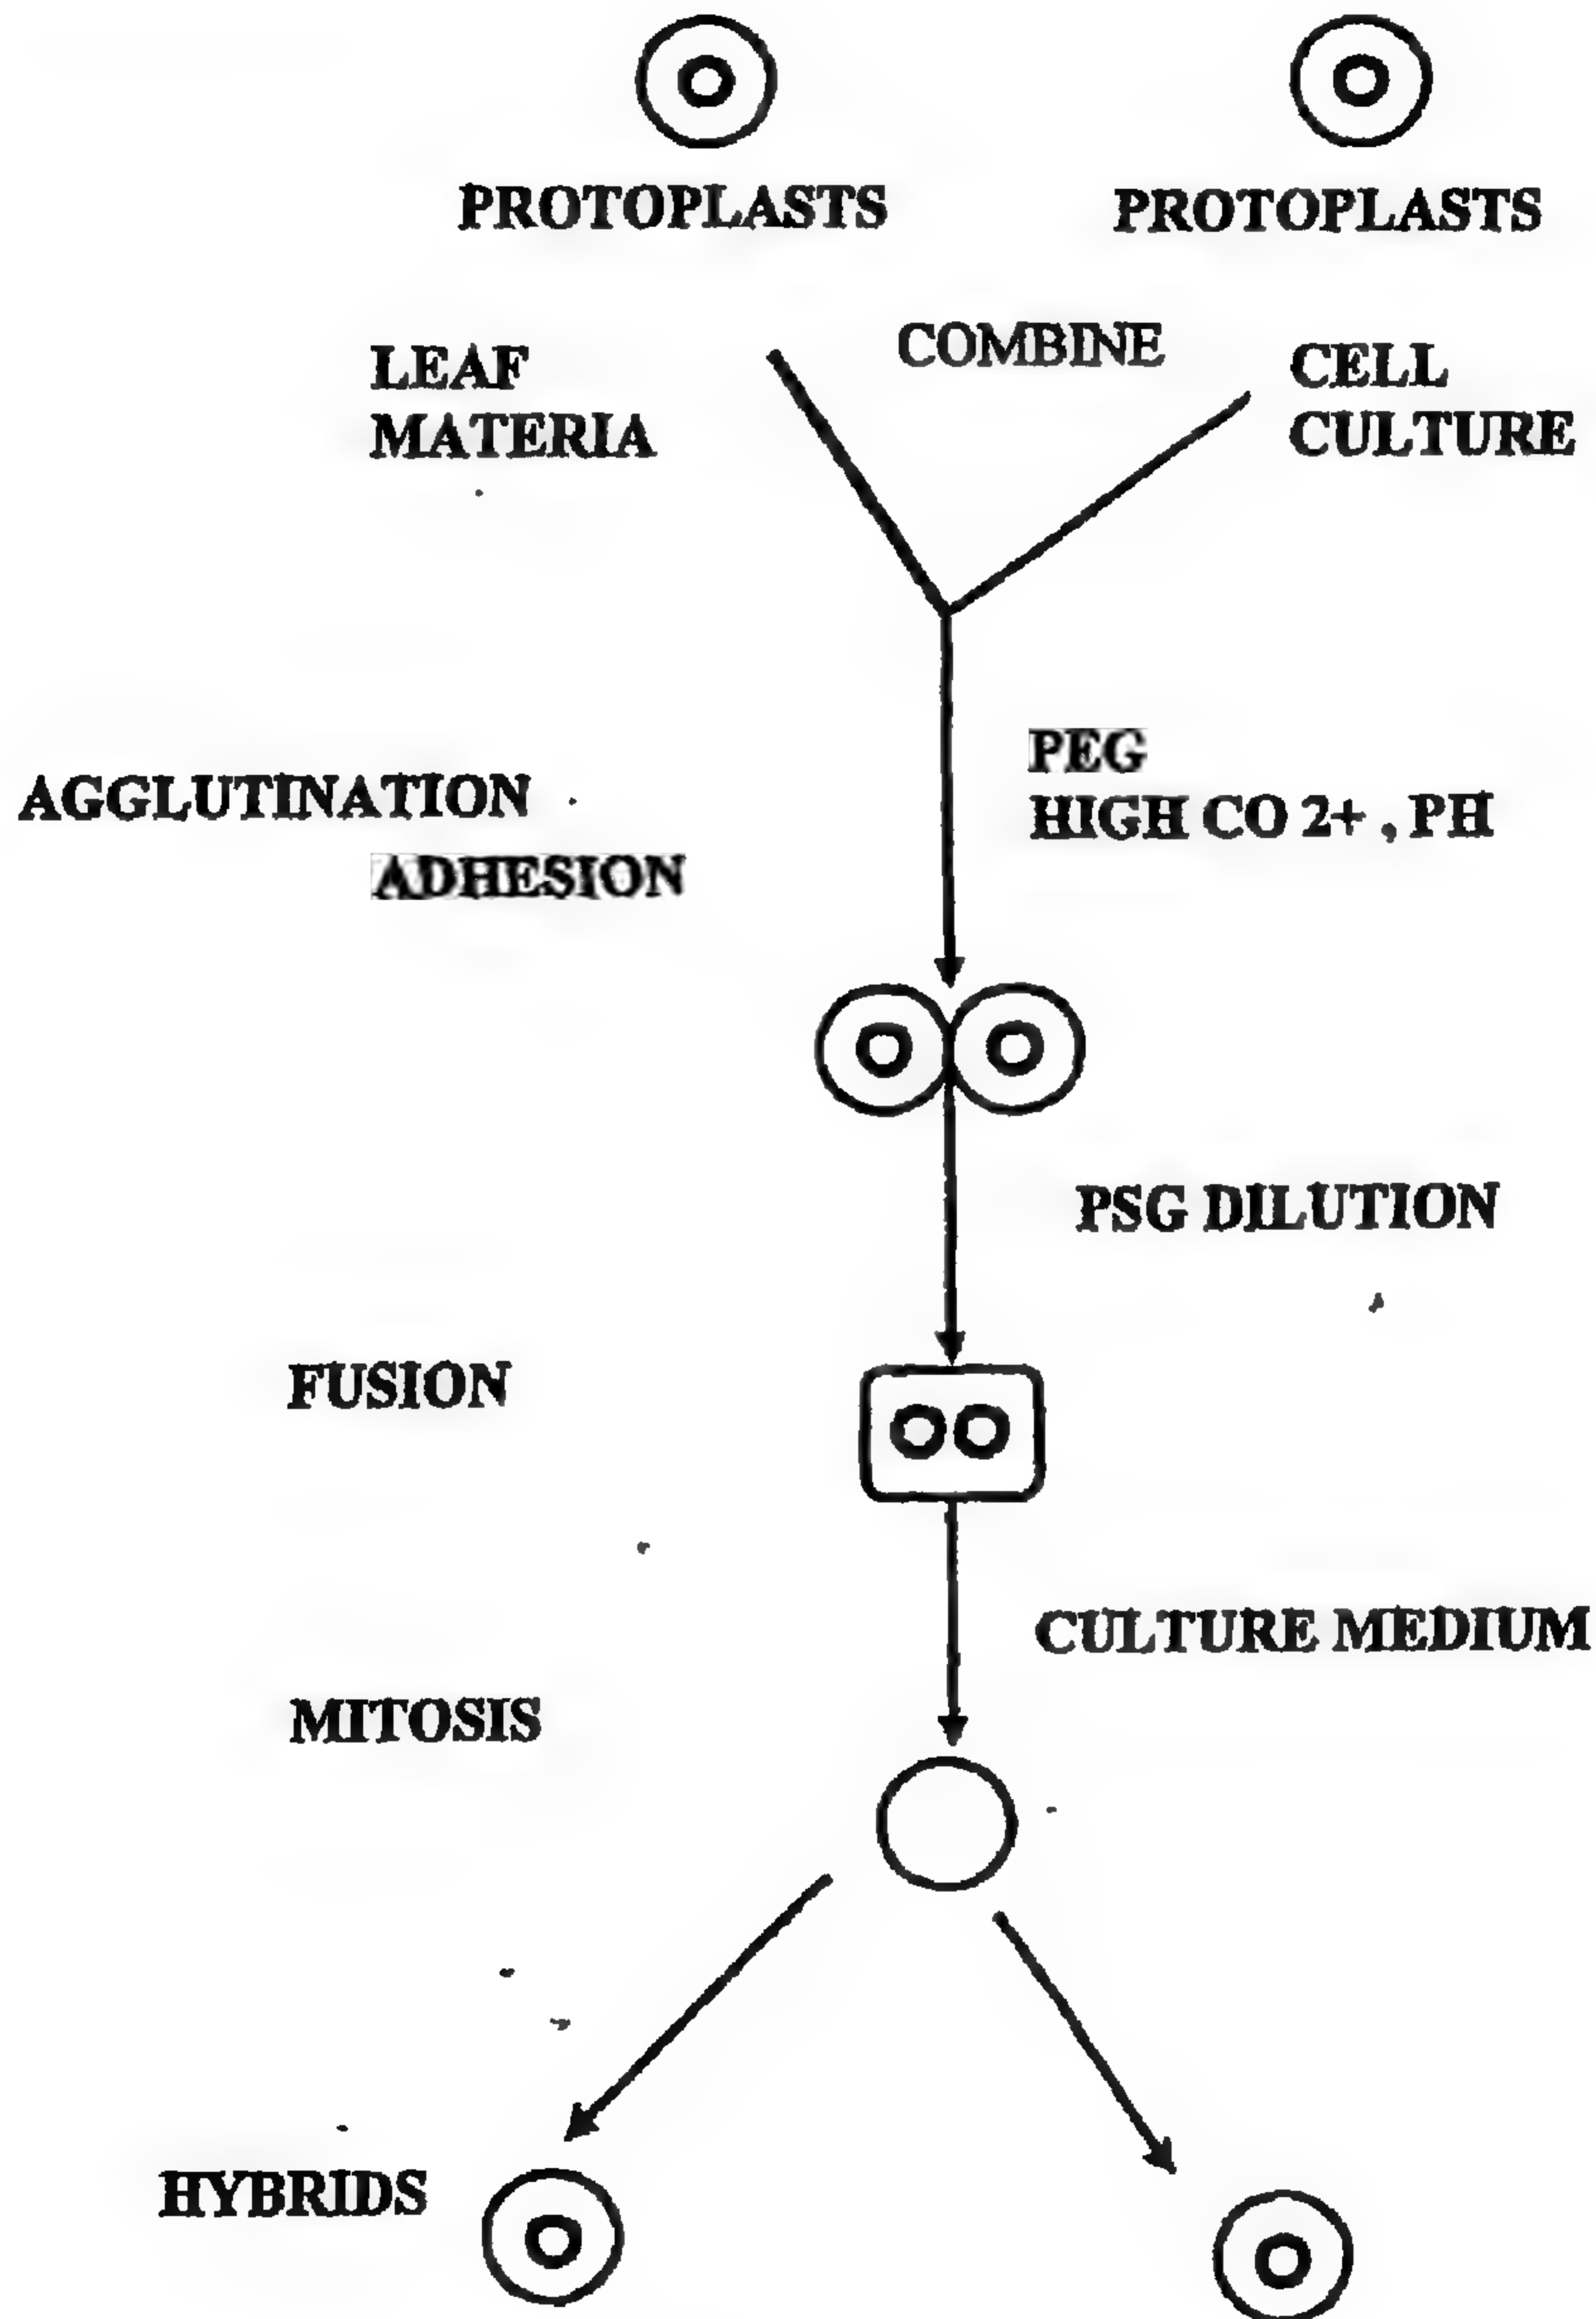 PROTOPLASTS
PROTOPLASTS
COMBINE
LEAF
MATERIA
CELL
CULTURE
PEG
HIGH CO 2+ , PH
AGGLUTINATION
ADHESION
PSG DILUTION
FUSION
CULTURE MEDIUM
MITOSIS
HYBRIDS